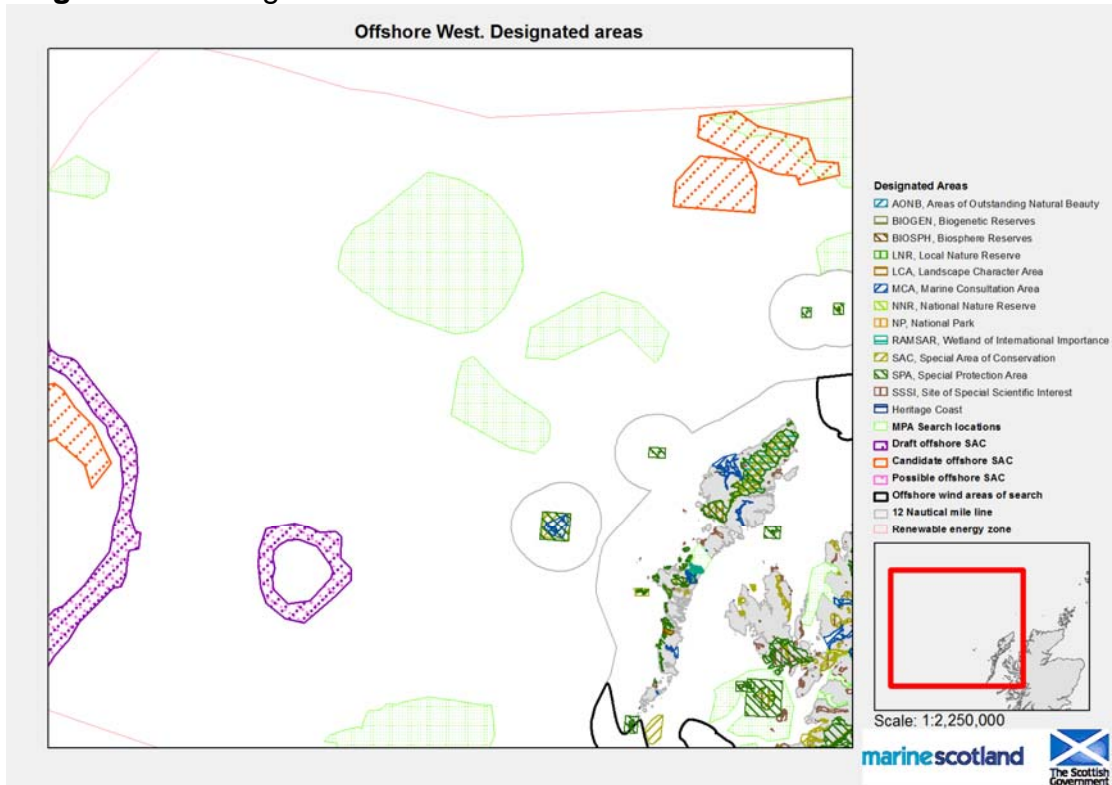 Offshore West. Designated areas
Designated Areas
AONB, Areas of Outstanding Natural Beauty
BIOGEN, Biogenetic Reserves
BIOSPH, Biosphere Reserves
LNR, Local Nature Reserve
LCA, Landscape Character Area
MCA, Marine Consultation Area
NNR, National Nature Reserve
NP, National Park
RAMSAR, Wetland of International Importance
SAC, Special Area of Conservation
SPA, Special Protection Area
SSSI, Site of Special Scientific Interest
Heritage Coast
MPA Search locations
Draft offshore SAC
Candidate offshore SAC
Possible offshore SAC
Offshore wind areas of search
12 Nautical mile line
Renewable energy zone
Scale: 1:2,250,000
marinescotland
The Scottish
Government